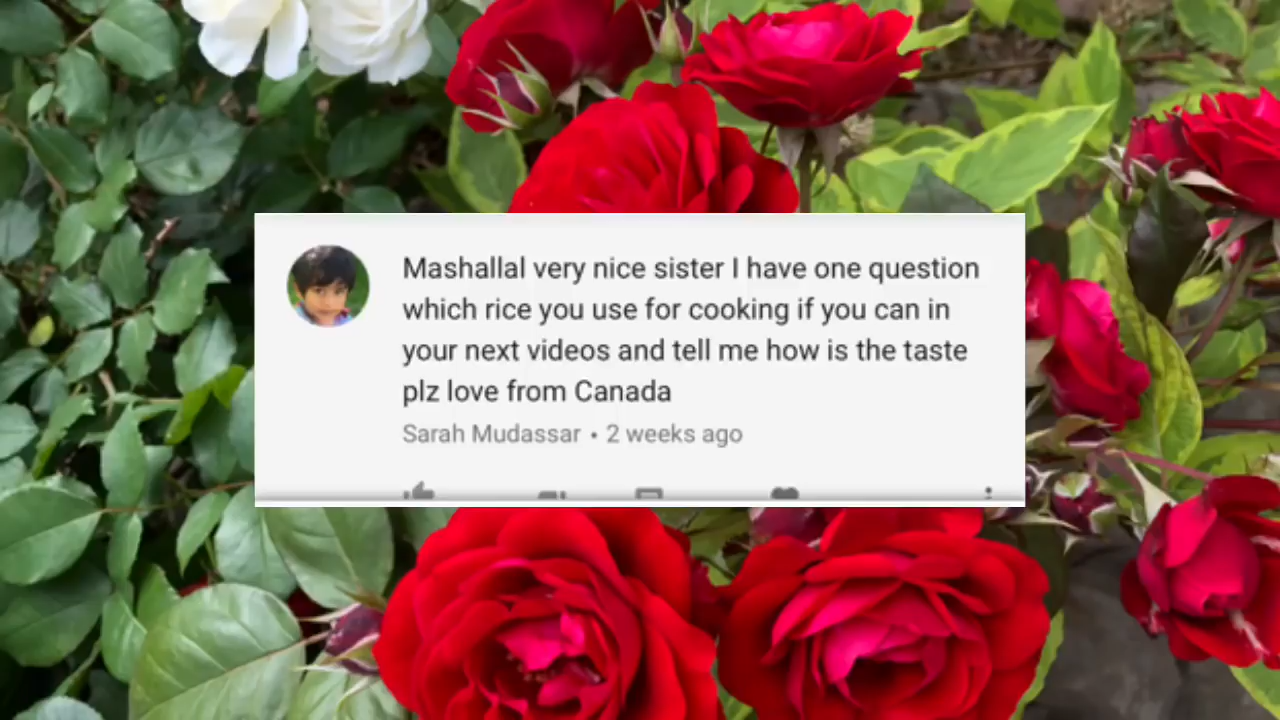 Mashallal very nice sister I have one question
which rice you use for cooking if you can in
your next videos and tell me how is the taste
plz love from Canada
Sarah Mudassar • 2 weeks ago